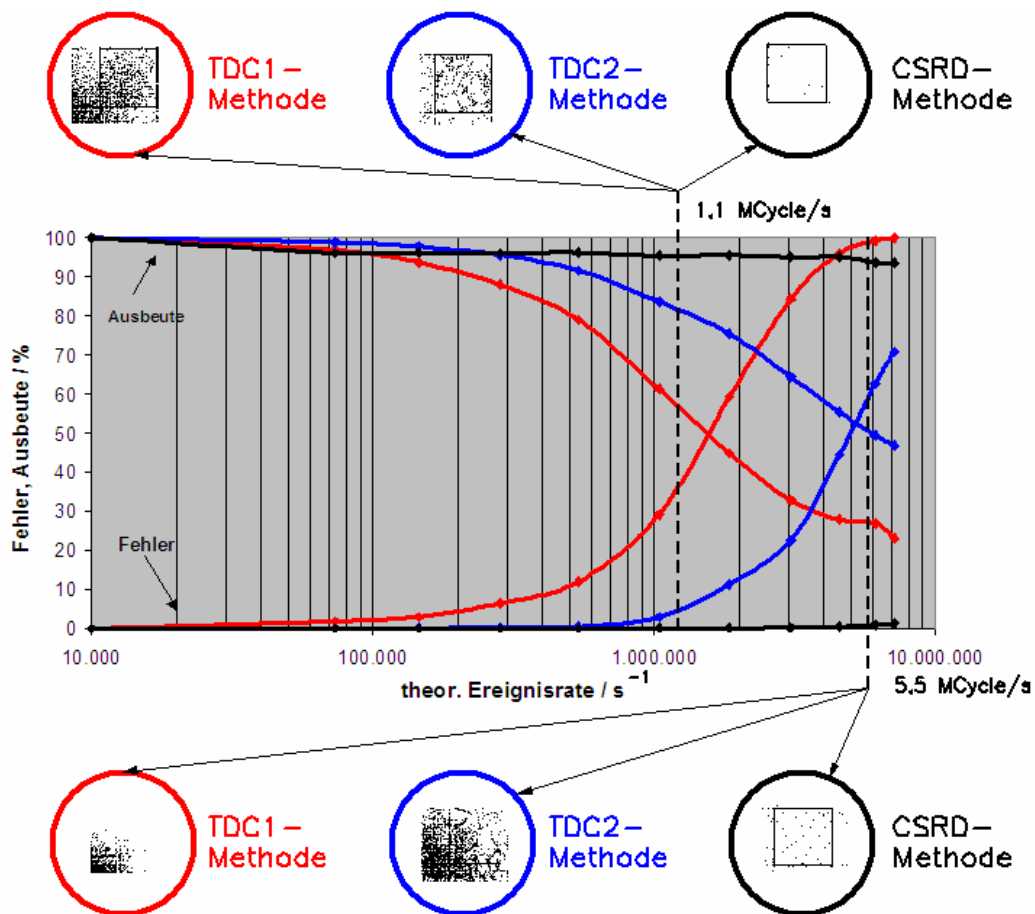 TDC1-
Methode
TDC2-
Methode
CSRD-
Methode
1.1 MCycle/s
100
90
80
70
60
50
40
30
20
10
0
Fehler, Ausbeute / %
Ausbeute
Fehler
10.000
100.000
1.000.000
10.000.000
theor. Ereignisrate / s⁻¹
5.5 MCycle/s
TDC1-
Methode
TDC2-
Methode
CSRD-
Methode